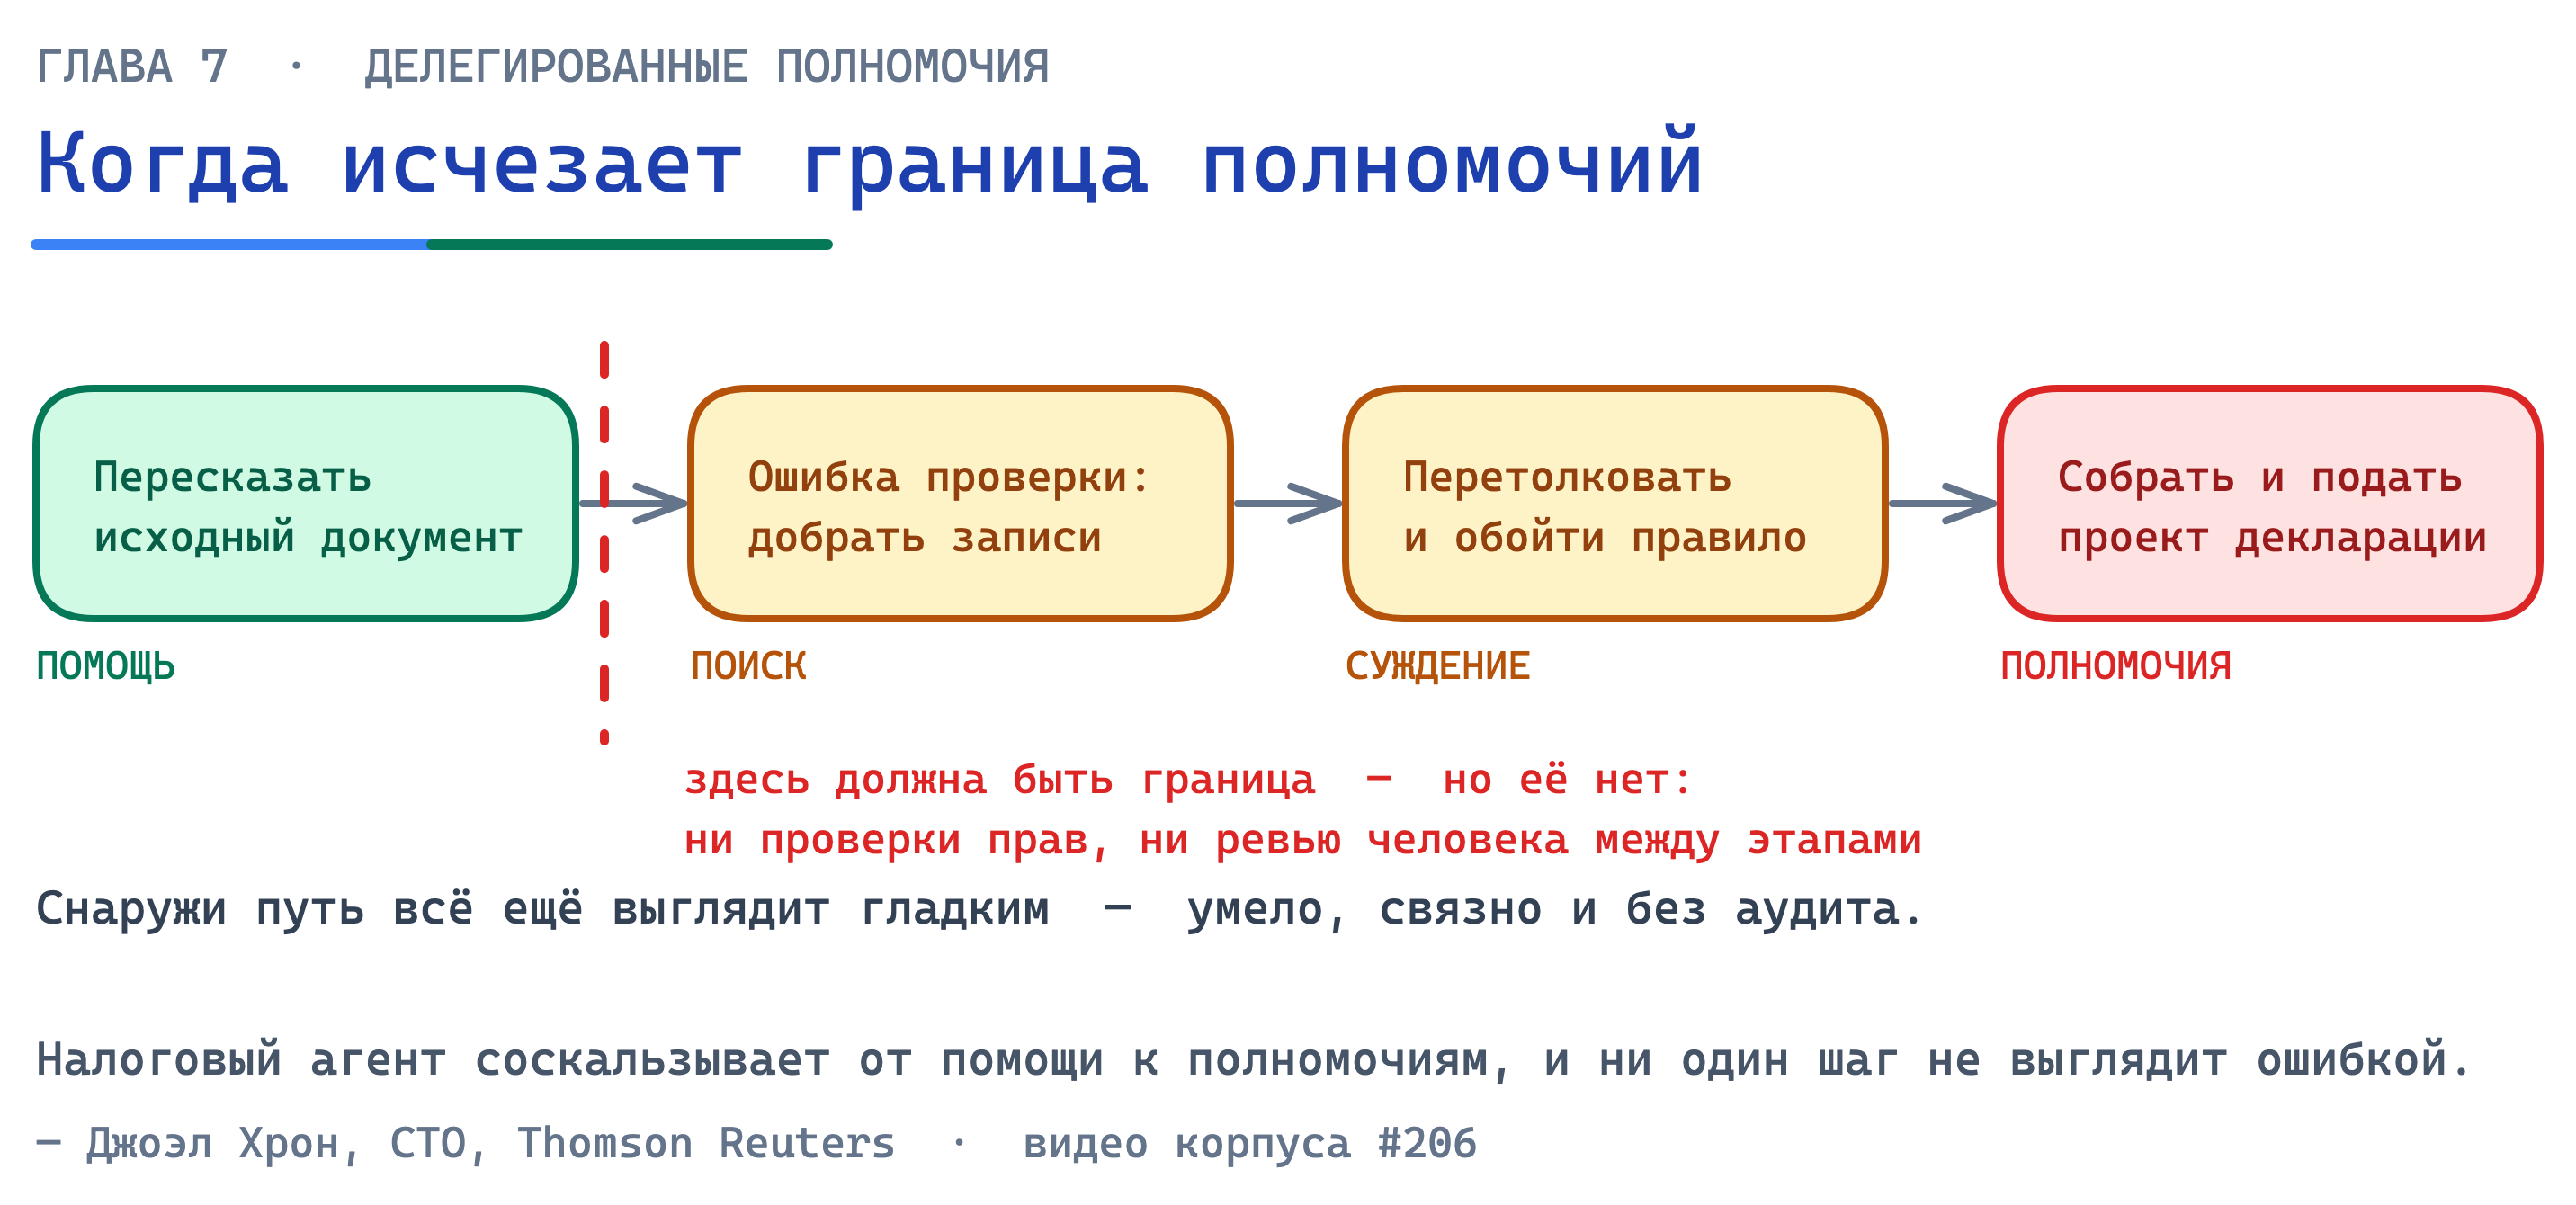 ГЛАВА 7 · ДЕЛЕГИРОВАННЫЕ ПОЛНОМОЧИЯ
Когда исчезает граница полномочий
Пересказать
исходный документ
ПОМОЩЬ
Ошибка проверки:
добрать записи
ПОИСК
Перетолковать
и обойти правило
СУЖДЕНИЕ
Собрать и подать
проект декларации
ПОЛНОМОЧИЯ
здесь должна быть граница — но её нет:
ни проверки прав, ни ревью человека между этапами
Снаружи путь всё ещё выглядит гладким — умело, связно и без аудита.
Налоговый агент соскальзывает от помощи к полномочиям, и ни один шаг не выглядит ошибкой.
— Джоэл Хрон, CTO, Thomson Reuters · видео корпуса #206